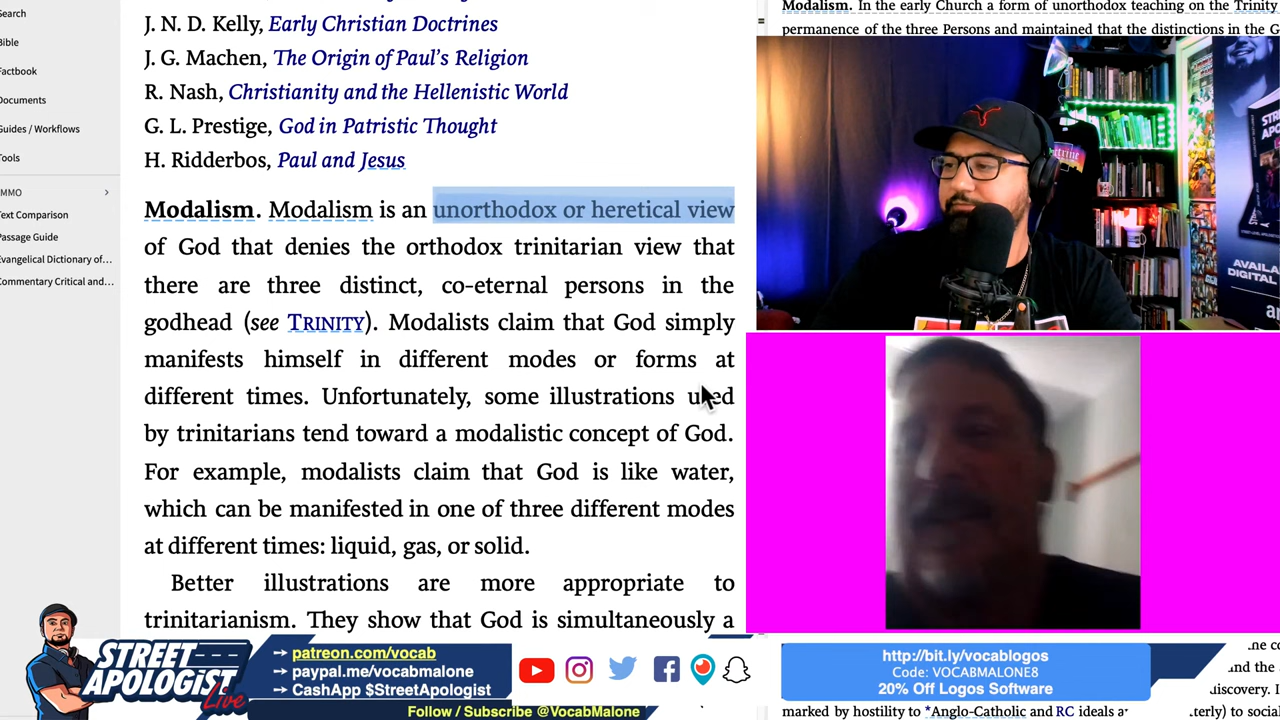 Search
Bible
Factbook
Documents
Guides / Workflows
Tools
MMO
Text Comparison
Passage Guide
Evangelical Dictionary of…
Commentary Critical and…
J. N. D. Kelly, Early Christian Doctrines
J. G. Machen, The Origin of Paul’s Religion
R. Nash, Christianity and the Hellenistic World
G. L. Prestige, God in Patristic Thought
H. Ridderbos, Paul and Jesus
Modalism. Modalism is an unorthodox or heretical view
of God that denies the orthodox trinitarian view that
there are three distinct, co-eternal persons in the
godhead (see TRINITY). Modalists claim that God simply
manifests himself in different modes or forms at
different times. Unfortunately, some illustrations used
by trinitarians tend toward a modalistic concept of God.
For example, modalists claim that God is like water,
which can be manifested in one of three different modes
at different times: liquid, gas, or solid.
Better illustrations are more appropriate to
trinitarianism. They show that God is simultaneously a
Modalism. In the early Church a form of unorthodox teaching on the Trinity
permanence of the three Persons and maintained that the distinctions in the G
AVAILA
DIGITAL
STREET
APOLOGIST
Live
→ patreon.com/vocab
→ paypal.me/vocabmalone
→ CashApp $StreetApologist
Follow / Subscribe @VocabMalone
http://bit.ly/vocablogos
Code: VOCABMALONE8
20% Off Logos Software
and the
marked by hostility to *Anglo-Catholic and RC ideals
to social